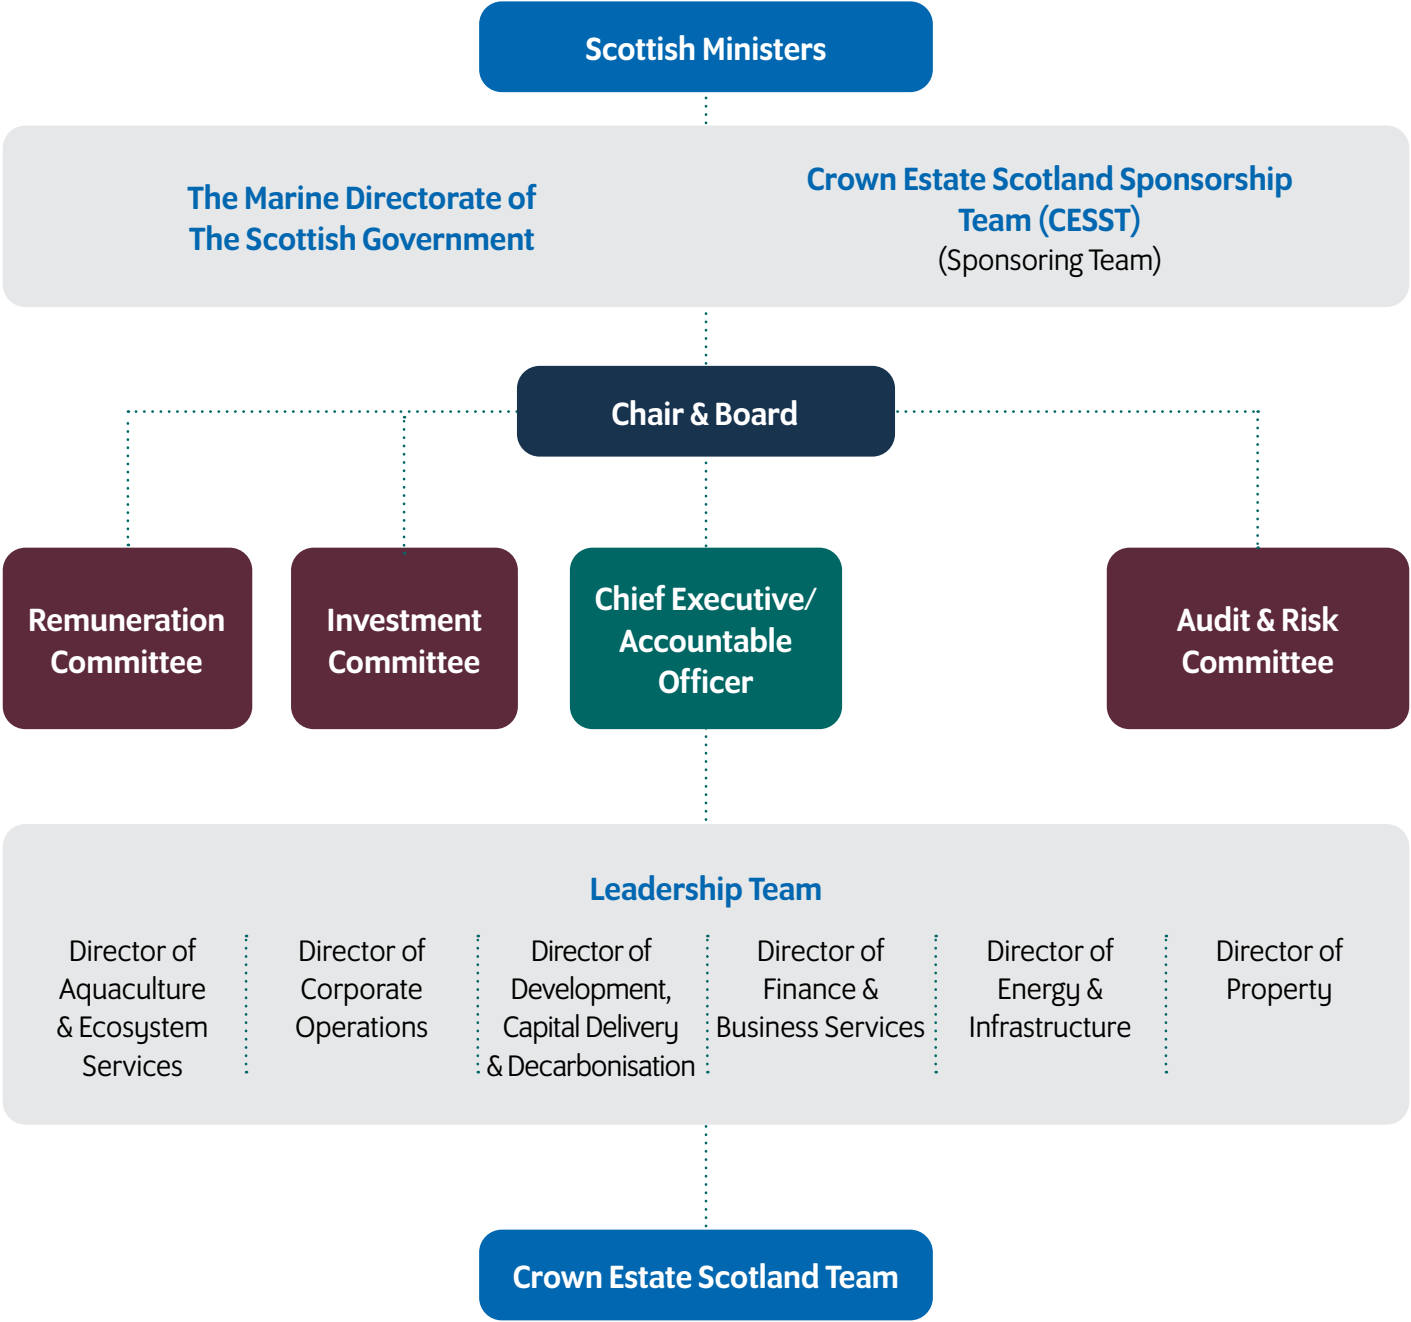 Scottish Ministers
The Marine Directorate of
The Scottish Government
Crown Estate Scotland Sponsorship
Team (CESST)
(Sponsoring Team)
Chair & Board
Remuneration
Committee
Investment
Committee
Chief Executive/
Accountable
Officer
Audit & Risk
Committee
Leadership Team
Director of
Aquaculture
& Ecosystem
Services
Director of
Corporate
Operations
Director of
Development,
Capital Delivery
& Decarbonisation
Director of
Finance &
Business Services
Director of
Energy &
Infrastructure
Director of
Property
Crown Estate Scotland Team